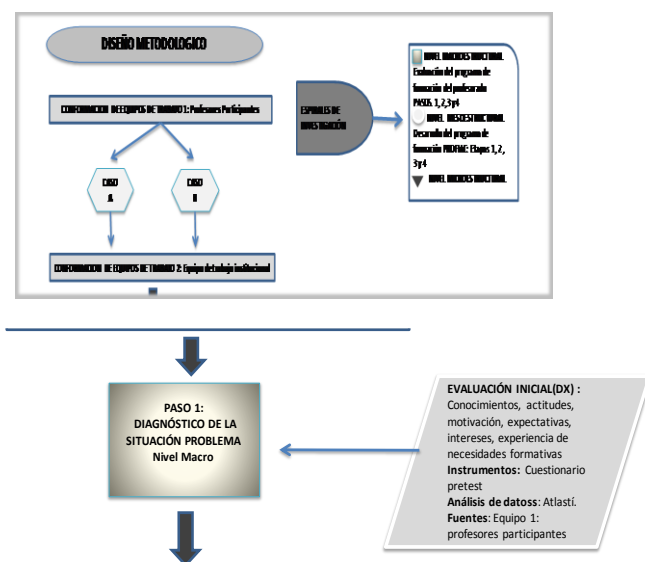 DISEÑO METODOLOGICO
CONFORMACION DE EQUIPOS DE TRABAJO 1: Profesores Participantes
CASO
A
CASO
B
CONFORMACION DE EQUIPOS DE TRABAJO 2: Equipo de trabajo institucional
ESPIRALES DE
INVESTIGACIÓN
NIVEL
Evaluación del programa de
formación del profesorado
PASOS. 1, 2, 3 y 4
NIVEL
Desarrollo del programa de
formación Etapas 1, 2,
3 y 4
NIVEL
PASO 1:
DIAGNÓSTICO DE LA
SITUACIÓN PROBLEMA
Nivel Macro
EVALUACIÓN INICIAL(DX) :
Conocimientos, actitudes,
motivación, expectativas,
intereses, experiencia de
necesidades formativas
Instrumentos: Cuestionario
pretest
Análisis de datoss: Atlastí.
Fuentes: Equipo 1:
profesores participantes